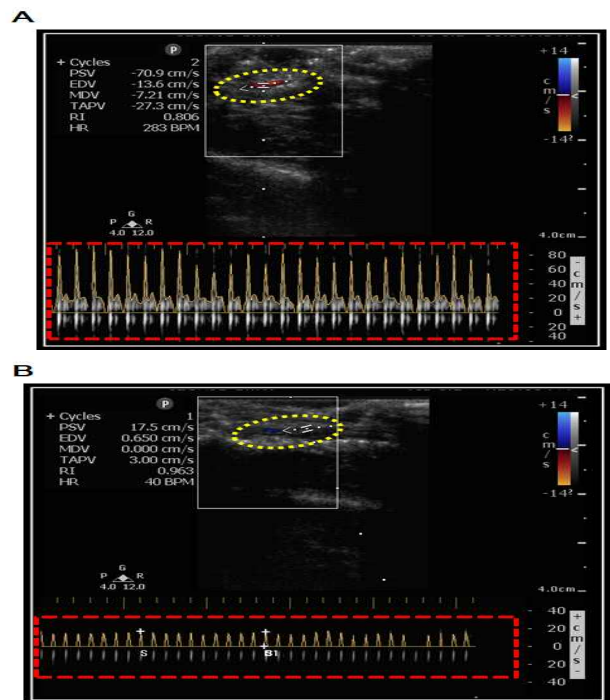 A
P
+ Cycles 2
PSV -70.9 cm/s
EDV -13.6 cm/s
MDV -7.21 cm/s
TAPV -27.3 cm/s
RI 0.806
HR 283 BPM
+14
c
m
/
s
-14²
G
P R
4.0 12.0
4.0cm
80
60
40
20
0
20
40
-
c
m
/
s
+
B
P
+ Cycles 1
PSV 17.5 cm/s
EDV 0.650 cm/s
MDV 0.000 cm/s
TAPV 3.00 cm/s
RI 0.963
HR 40 BPM
+14
c
m
/
s
-14²
G
P R
4.0 12.0
4.0cm
40
20
0
20
40
+
c
m
/
s
-
S